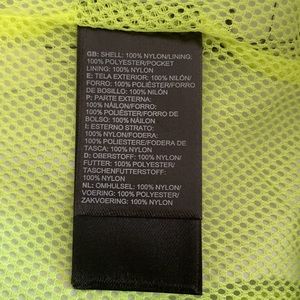 GB: SHELL: 100% NYLON/LINING:
100% POLYESTER/POCKET
LINING: 100% NYLON
E: TELA EXTERIOR: 100% NILÓN/
FORRO: 100% POLIÉSTER/FORRO
DE BOSILLO: 100% NILÓN
P: PARTE EXTERNA:
100% NÁILON/FORRO:
100% POLIÉSTER/FORRO DE
BOLSO: 100% NÁILON
I: ESTERNO STRATO:
100% NYLON/FODERA:
100% POLIESTERE/FODERA DE
TASCA: 100% NYLON
D: OBERSTOFF: 100% NYLON/
FUTTER: 100% POLYESTER/
TASCHENFUTTERSTOFF:
100% NYLON
NL: OMHULSEL: 100% NYLON/
VOERING: 100% POLYESTER/
ZAKVOERING: 100% NYLON